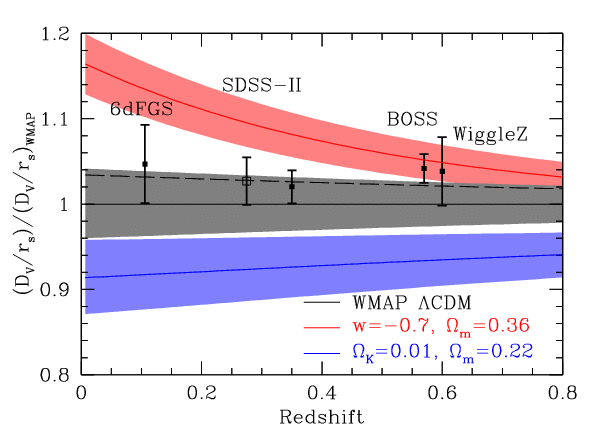 1.2
1.1
1
0.9
0.8
(D_V/r_s)/(D_V/r_s)_WMAP
6dFGS
SDSS-II
BOSS
WiggleZ
WMAP ΛCDM
w=-0.7, Ω_m=0.36
Ω_K=0.01, Ω_m=0.22
0 0.2 0.4 0.6 0.8
Redshift